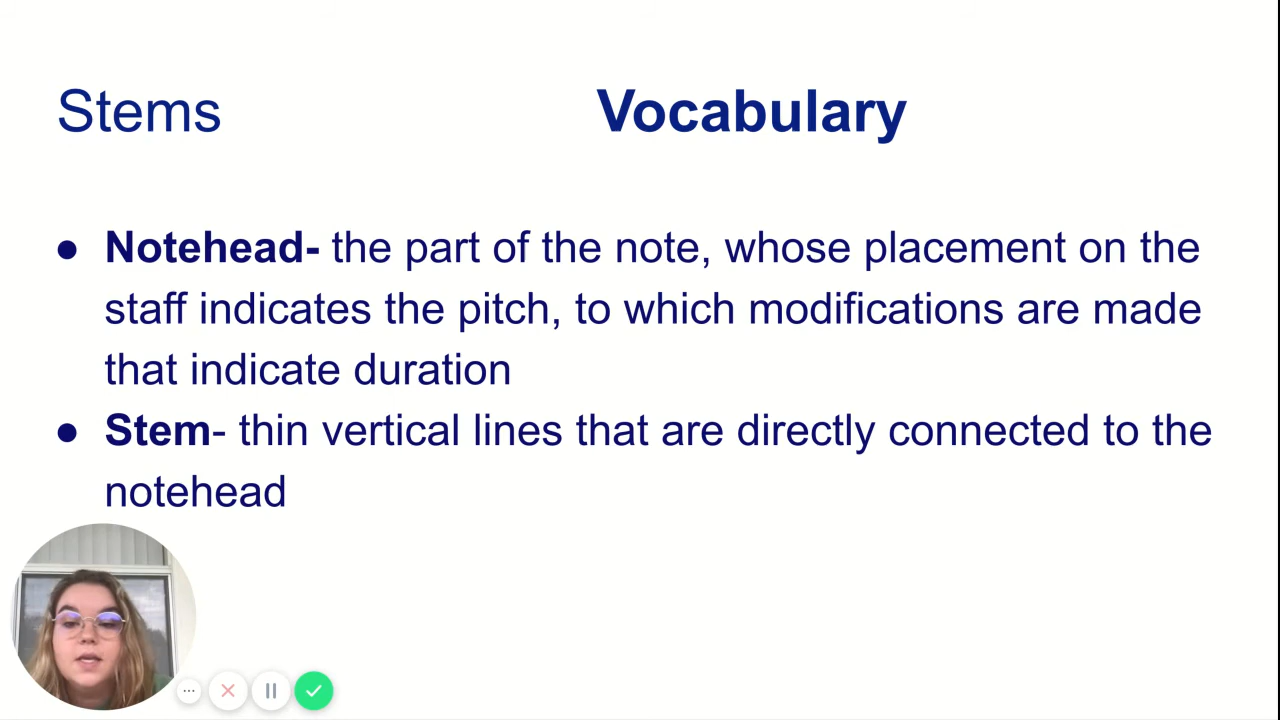 Stems Vocabulary
● Notehead- the part of the note, whose placement on the
staff indicates the pitch, to which modifications are made
that indicate duration
● Stem- thin vertical lines that are directly connected to the
notehead